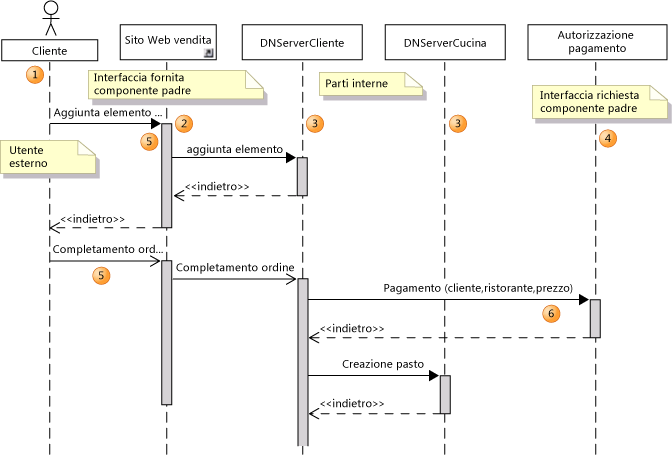 Cliente
Sito Web vendita
DNServerCliente
DNServerCucina
Autorizzazione
pagamento
1
Interfaccia fornita
componente padre
Parti interne
Interfaccia richiesta
componente padre
Aggiunta elemento ...
2
3
3
4
5
Utente
esterno
aggiunta elemento
<<indietro>>
<<indietro>>
Completamento ord...
5
Completamento ordine
Pagamento (cliente,ristorante,prezzo)
6
<<indietro>>
Creazione pasto
<<indietro>>